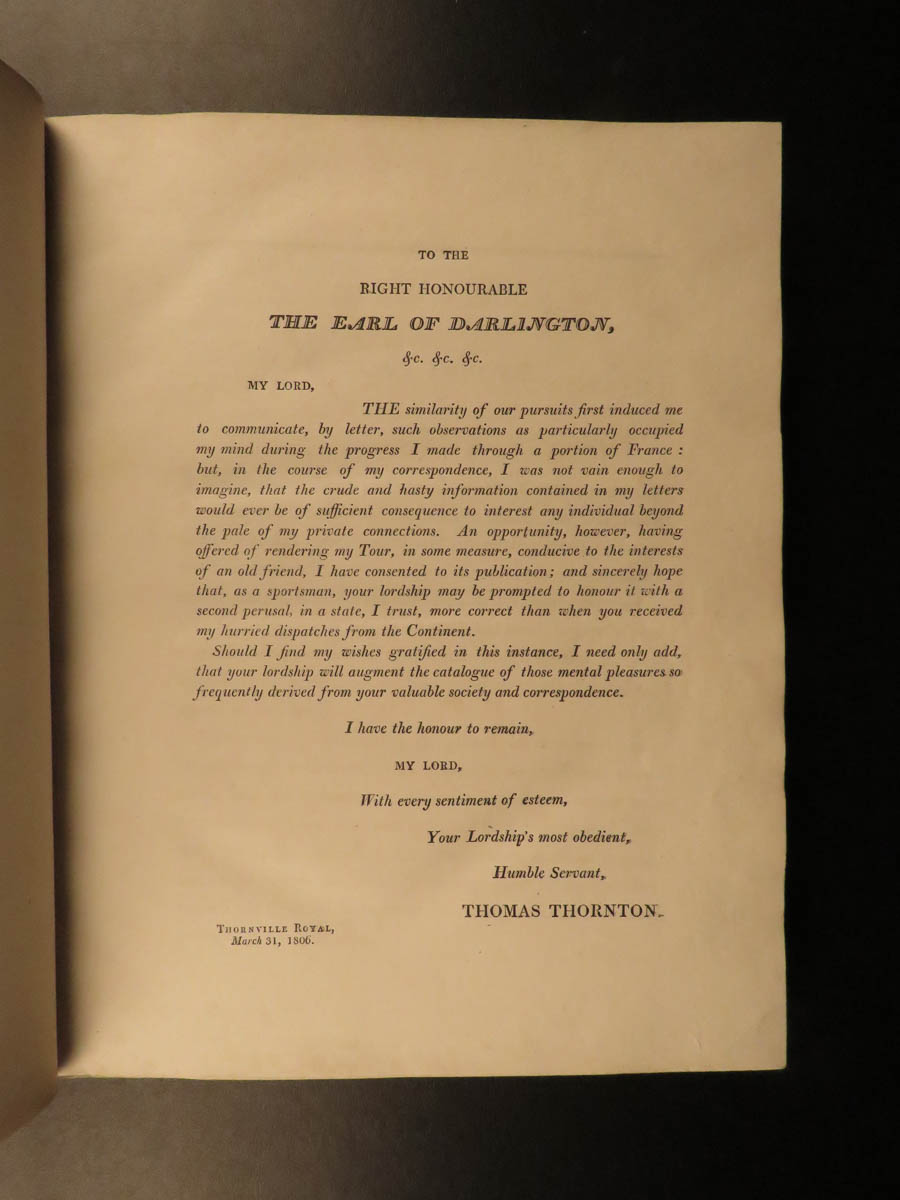 TO THE
RIGHT HONOURABLE
THE EARL OF DARLINGTON,
&c. &c. &c.
MY LORD,
THE similarity of our pursuits first induced me
to communicate, by letter, such observations as particularly occupied
my mind during the progress I made through a portion of France :
but, in the course of my correspondence, I was not vain enough to
imagine, that the crude and hasty information contained in my letters
would ever be of sufficient consequence to interest any individual beyond
the pale of my private connections. An opportunity, however, having
offered of rendering my Tour, in some measure, conducive to the interests
of an old friend, I have consented to its publication; and sincerely hope
that, as a sportsman, your lordship may be prompted to honour it with a
second perusal, in a state, I trust, more correct than when you received
my hurried dispatches from the Continent.
Should I find my wishes gratified in this instance, I need only add,
that your lordship will augment the catalogue of those mental pleasures so
frequently derived from your valuable society and correspondence.
I have the honour to remain,
MY LORD,
With every sentiment of esteem,
Your Lordship's most obedient,
Humble Servant,
THOMAS THORNTON.
THORNVILLE ROYAL,
March 31, 1806.